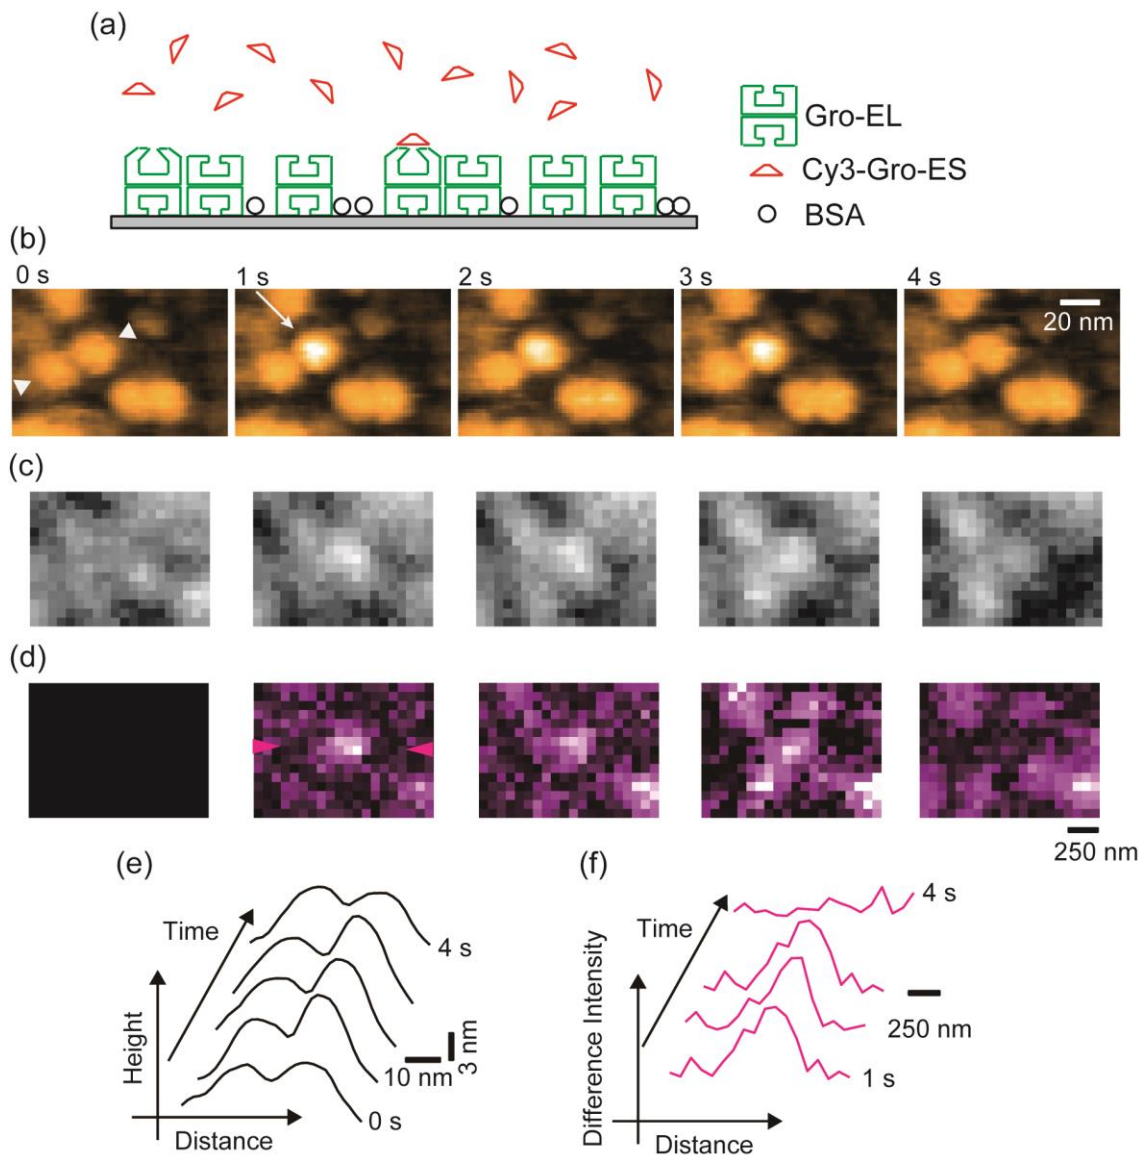 (a)
Gro-EL
Cy3-Gro-ES
BSA
(b)
0 s
1 s
2 s
3 s
4 s
20 nm
(c)
(d)
250 nm
(e)
Time
4 s
Height
10 nm
3 nm
0 s
Distance
(f)
4 s
Time
Difference Intensity
250 nm
1 s
Distance